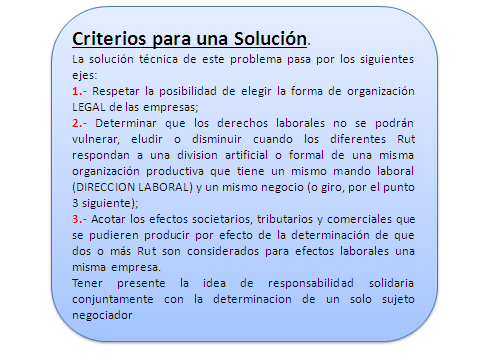 Criterios para una Solución.
La solución técnica de este problema pasa por los siguientes
ejes:
1.- Respetar la posibilidad de elegir la forma de organización
LEGAL de las empresas;
2.- Determinar que los derechos laborales no se podrán
vulnerar, eludir o disminuir cuando los diferentes Rut
respondan a una division artificial o formal de una misma
organización productiva que tiene un mismo mando laboral
(DIRECCION LABORAL) y un mismo negocio (o giro, por el punto
3 siguiente);
3.- Acotar los efectos societarios, tributarios y comerciales que
se pudieren producir por efecto de la determinación de que
dos o más Rut son considerados para efectos laborales una
misma empresa.
Tener presente la idea de responsabilidad solidaria
conjuntamente con la determinacion de un solo sujeto
negociador